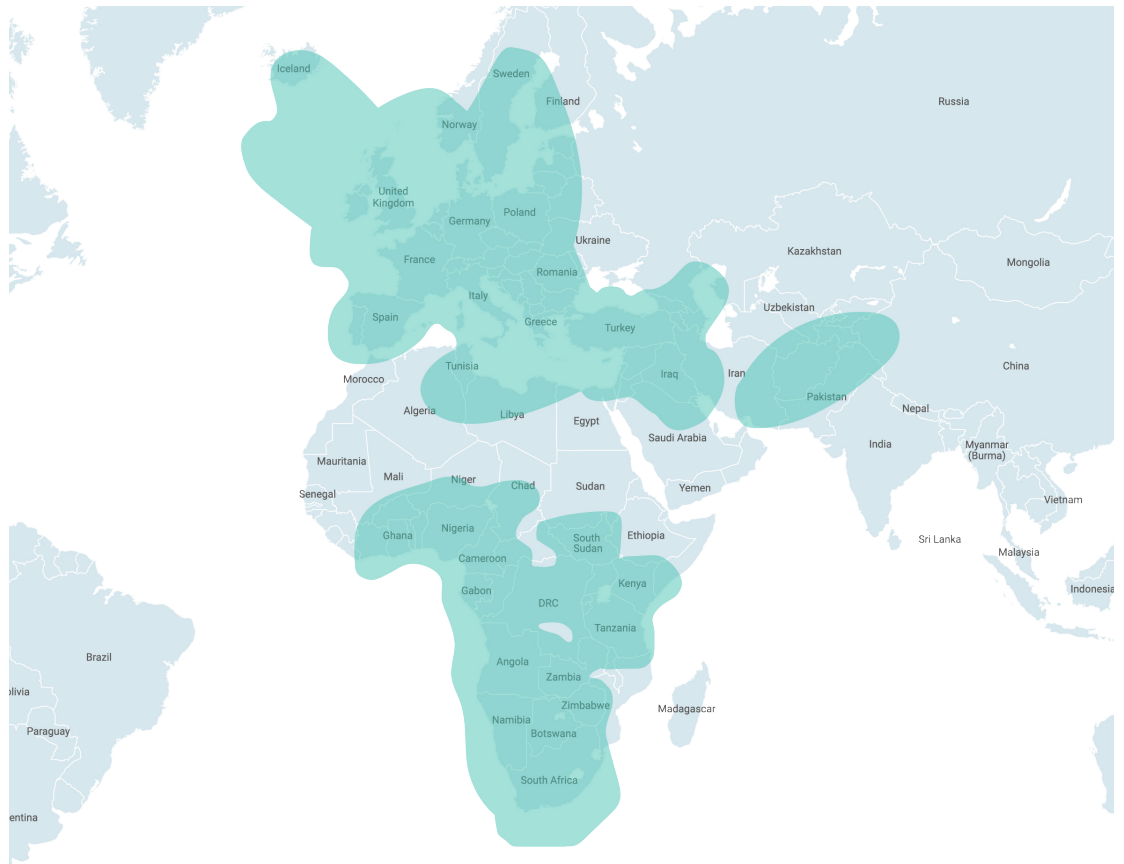 Iceland
Sweden
Finland
Russia
Norway
United
Kingdom
Poland
Germany
Ukraine
Kazakhstan
France
Mongolia
Romania
Italy
Uzbekistan
Spain
Greece
Turkey
Tunisia
China
Iraq
Iran
Morocco
Pakistan
Algeria
Libya
Nepal
Egypt
Saudi Arabia
India
Myanmar
(Burma)
Mauritania
Mali
Niger
Chad
Sudan
Yemen
Senegal
Vietnam
Nigeria
Ghana
South
Sudan
Ethiopia
Sri Lanka
Malaysia
Cameroon
Kenya
Gabon
Indonesia
DRC
Tanzania
Brazil
Angola
Zambia
olivia
Zimbabwe
Madagascar
Namibia
Paraguay
Botswana
South Africa
entina